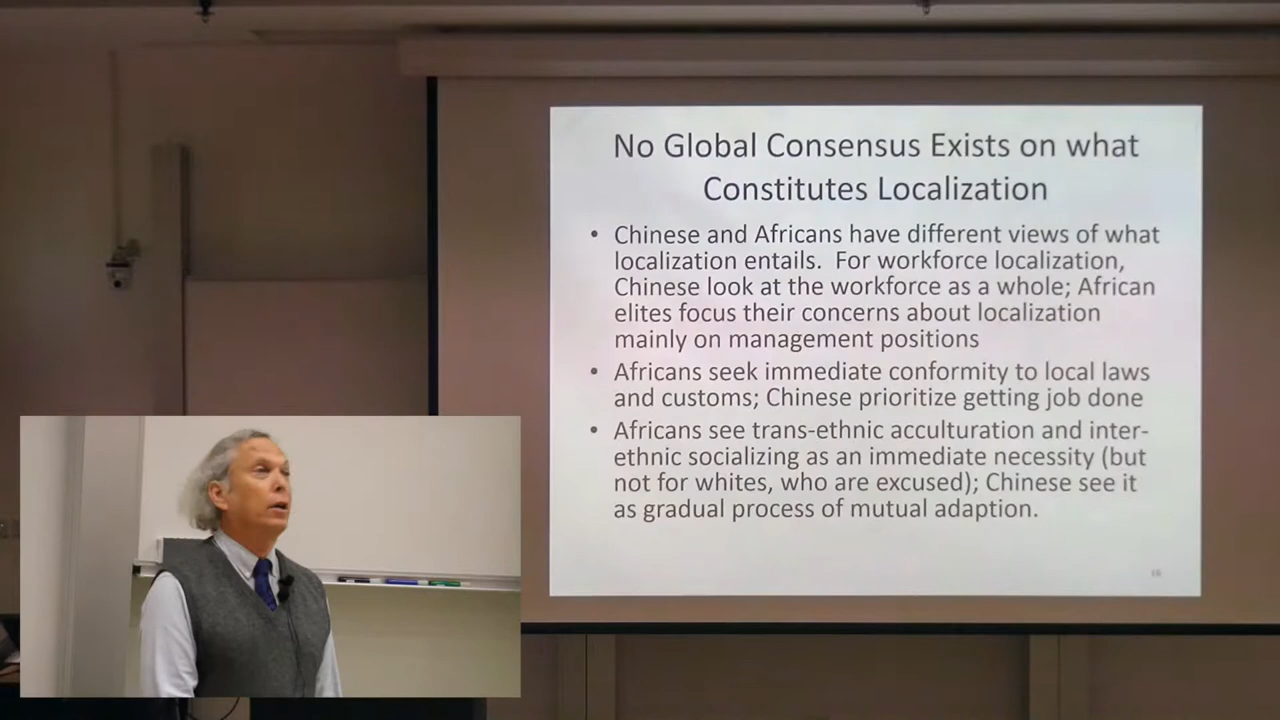 No Global Consensus Exists on what
Constitutes Localization
• Chinese and Africans have different views of what
localization entails.  For workforce localization,
Chinese look at the workforce as a whole; African
elites focus their concerns about localization
mainly on management positions
• Africans seek immediate conformity to local laws
and customs; Chinese prioritize getting job done
• Africans see trans-ethnic acculturation and inter-
ethnic socializing as an immediate necessity (but
not for whites, who are excused); Chinese see it
as gradual process of mutual adaption.